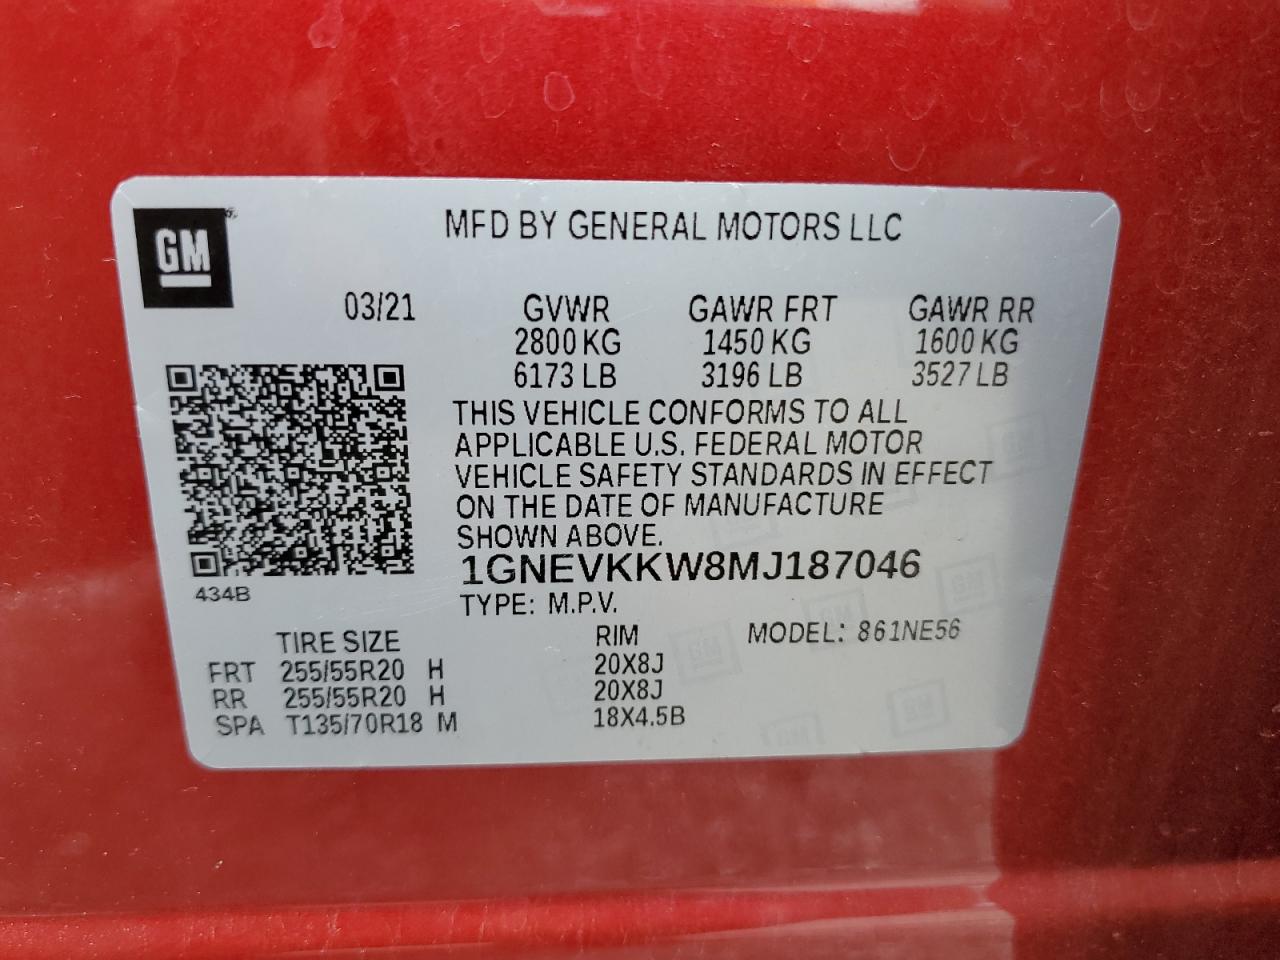 GM
MFD BY GENERAL MOTORS LLC
03/21 GVWR GAWR FRT GAWR RR
2800 KG 1450 KG 1600 KG
6173 LB 3196 LB 3527 LB
THIS VEHICLE CONFORMS TO ALL
APPLICABLE U.S. FEDERAL MOTOR
VEHICLE SAFETY STANDARDS IN EFFECT
ON THE DATE OF MANUFACTURE
SHOWN ABOVE.
1GNEVKKW8MJ187046
434B
TYPE: M.P.V.
TIRE SIZE RIM MODEL: 861NE56
FRT 255/55R20 H 20X8J
RR 255/55R20 H 20X8J
SPA T135/70R18 M 18X4.5B